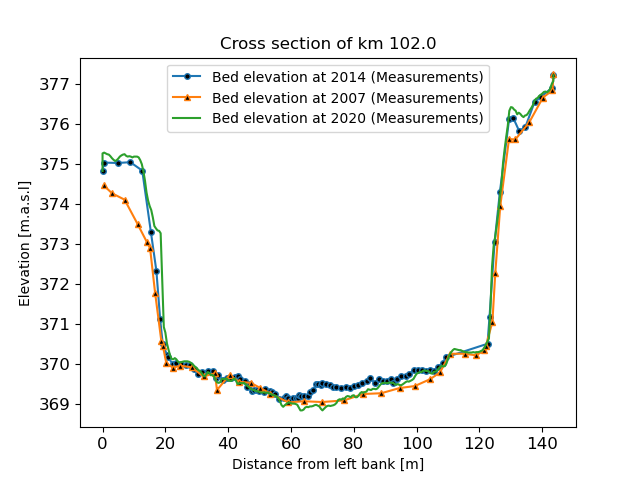 Cross section of km 102.0
Bed elevation at 2014 (Measurements)
Bed elevation at 2007 (Measurements)
Bed elevation at 2020 (Measurements)
Elevation [m.a.s.l]
377
376
375
374
373
372
371
370
369
0 20 40 60 80 100 120 140
Distance from left bank [m]